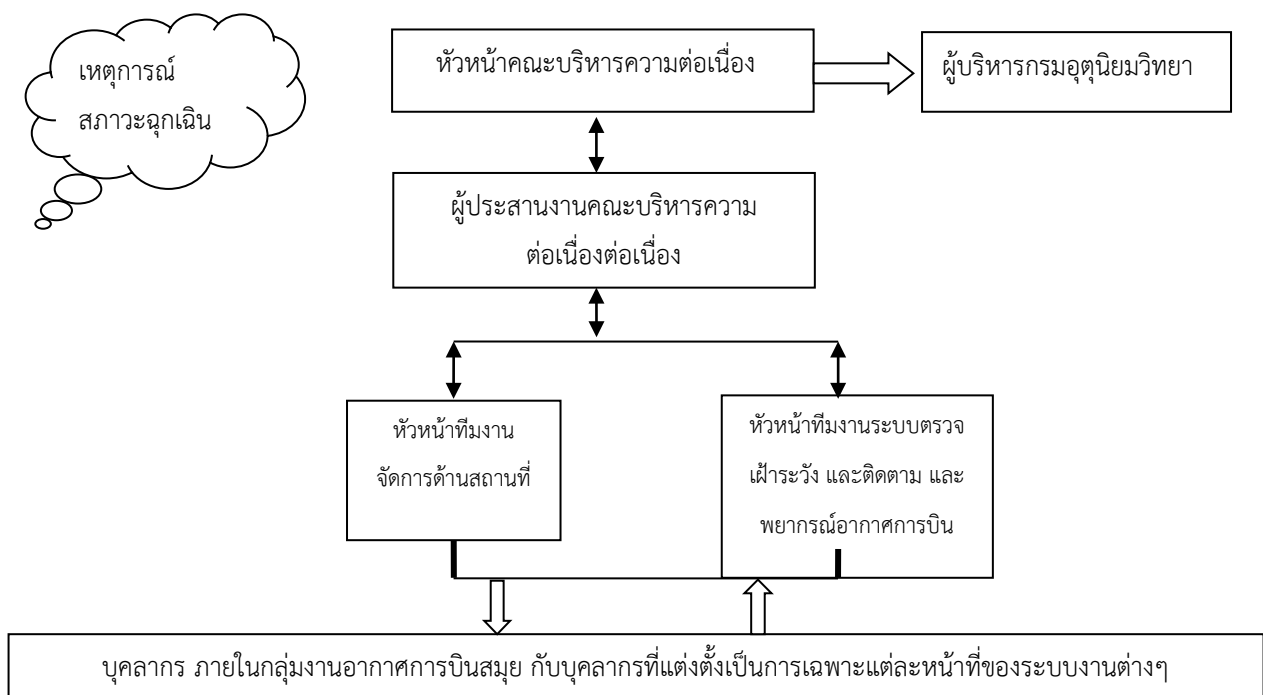 เหตุการณ์
สภาวะฉุกเฉิน
หัวหน้าคณะบริหารความต่อเนื่อง
ผู้บริหารกรมอุตุนิยมวิทยา
ผู้ประสานงานคณะบริหารความ
ต่อเนื่องต่อเนื่อง
หัวหน้าทีมงาน
จัดการด้านสถานที่
หัวหน้าทีมงานระบบตรวจ
เฝ้าระวัง และติดตาม และ
พยากรณ์อากาศการบิน
บุคลากร ภายในกลุ่มงานอากาศการบินสมุย กับบุคลากรที่แต่งตั้งเป็นการเฉพาะแต่ละหน้าที่ของระบบงานต่างๆ